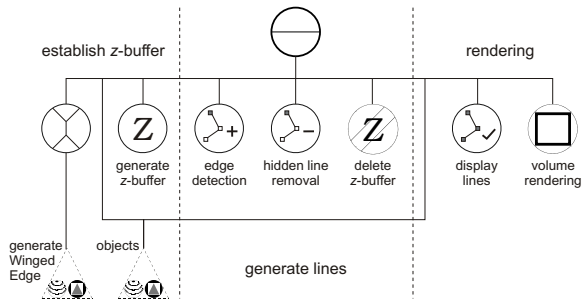 establish z-buffer
rendering
Z
Z
generate
z-buffer
edge
detection
hidden line
removal
delete
z-buffer
display
lines
volume
rendering
generate
Winged
Edge
objects
generate lines